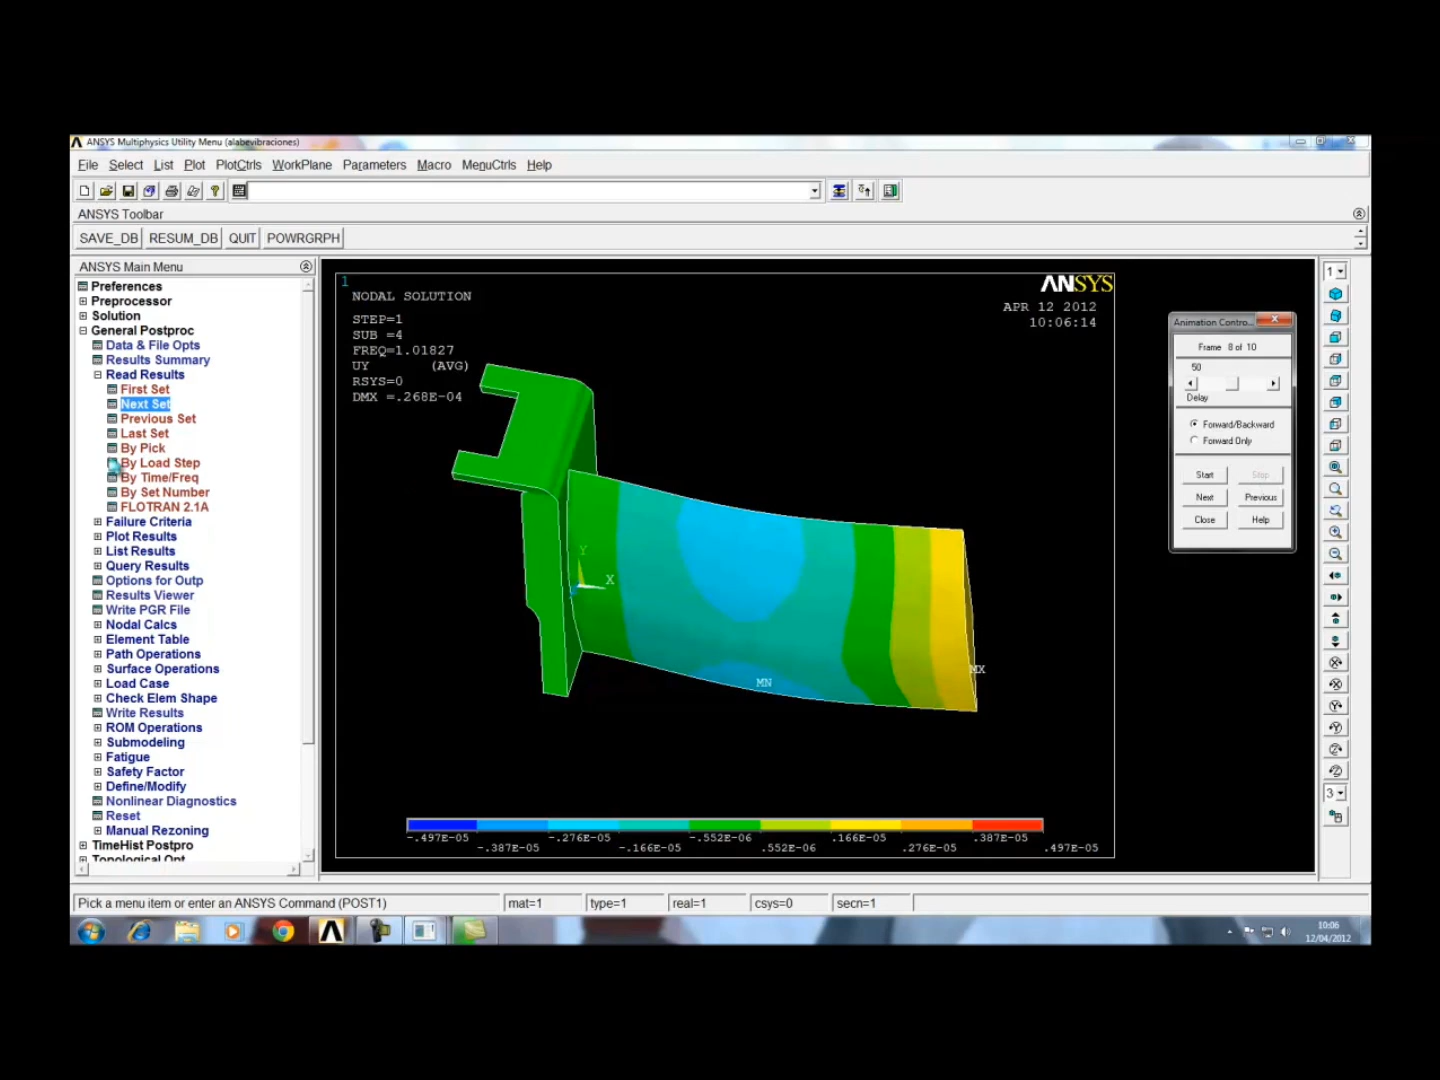 ANSYS Multiphysics Utility Menu (alabevibraciones)
File Select List Plot PlotCtrls WorkPlane Parameters Macro MenuCtrls Help
ANSYS Toolbar
SAVE_DB RESUM_DB QUIT POWRGRPH
ANSYS Main Menu
Preferences
Preprocessor
Solution
General Postproc
Data & File Opts
Results Summary
Read Results
First Set
Next Set
Previous Set
Last Set
By Pick
By Load Step
By Time/Freq
By Set Number
FLOTRAN 2.1A
Failure Criteria
Plot Results
List Results
Query Results
Options for Outp
Results Viewer
Write PGR File
Nodal Calcs
Element Table
Path Operations
Surface Operations
Load Case
Check Elem Shape
Write Results
ROM Operations
Submodeling
Fatigue
Safety Factor
Define/Modify
Nonlinear Diagnostics
Reset
Manual Rezoning
TimeHist Postpro
Topological Opt
1
NODAL SOLUTION
STEP=1
SUB =4
FREQ=1.01827
UY (AVG)
RSYS=0
DMX =.268E-04
ANSYS
APR 12 2012
10:06:14
Y
X
MN
MX
-.497E-05 -.276E-05 -.552E-06 .166E-05 .387E-05
-.387E-05 -.166E-05 .552E-06 .276E-05 .497E-05
Animation Contro...
Frame 8 of 10
50
Delay
Forward/Backward
Forward Only
Start Stop
Next Previous
Close Help
1
3
Pick a menu item or enter an ANSYS Command (POST1) mat=1 type=1 real=1 csys=0 secn=1
10:06
12/04/2012